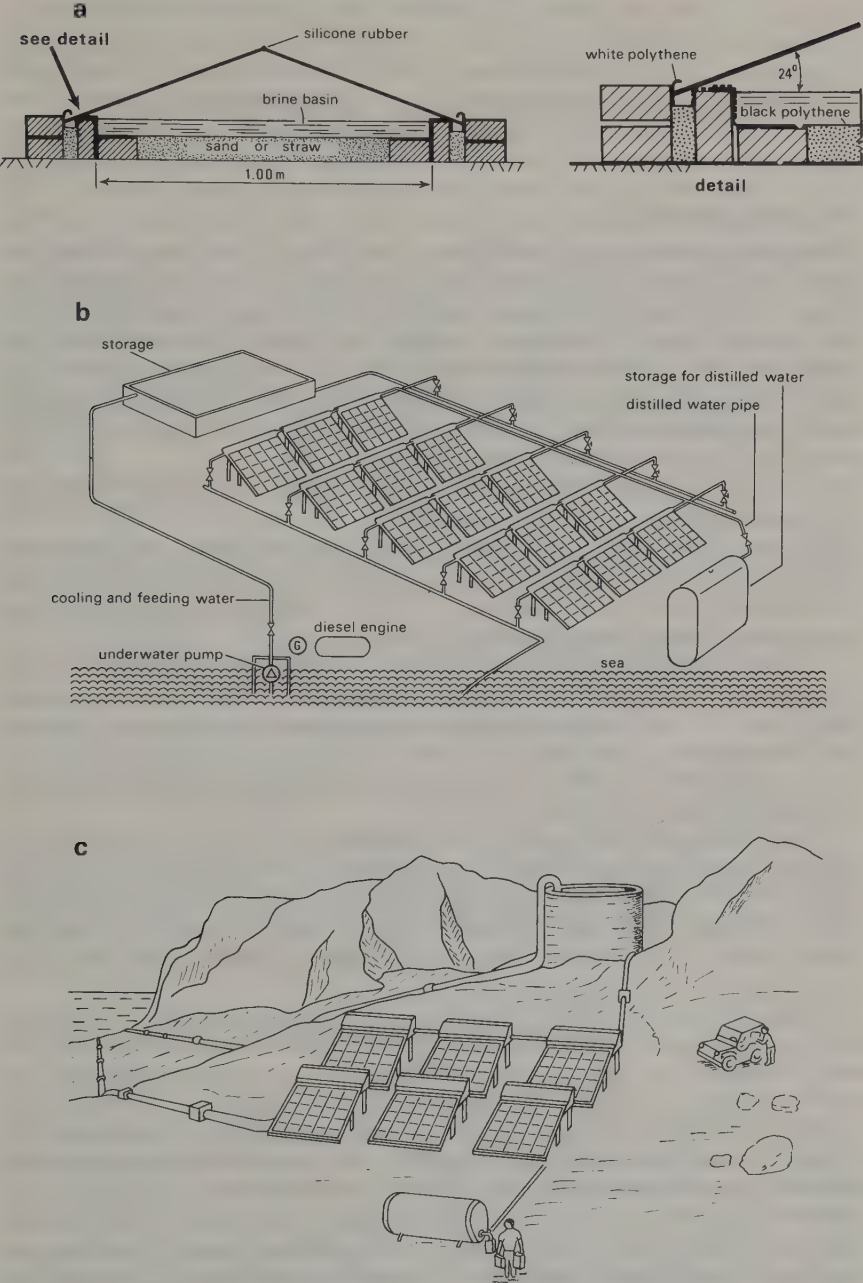 a
see detail
silicone rubber
brine basin
sand or straw
1.00m
white polythene
24°
black polythene
detail
b
storage
storage for distilled water
distilled water pipe
cooling and feeding water
diesel engine
G
underwater pump
sea
c